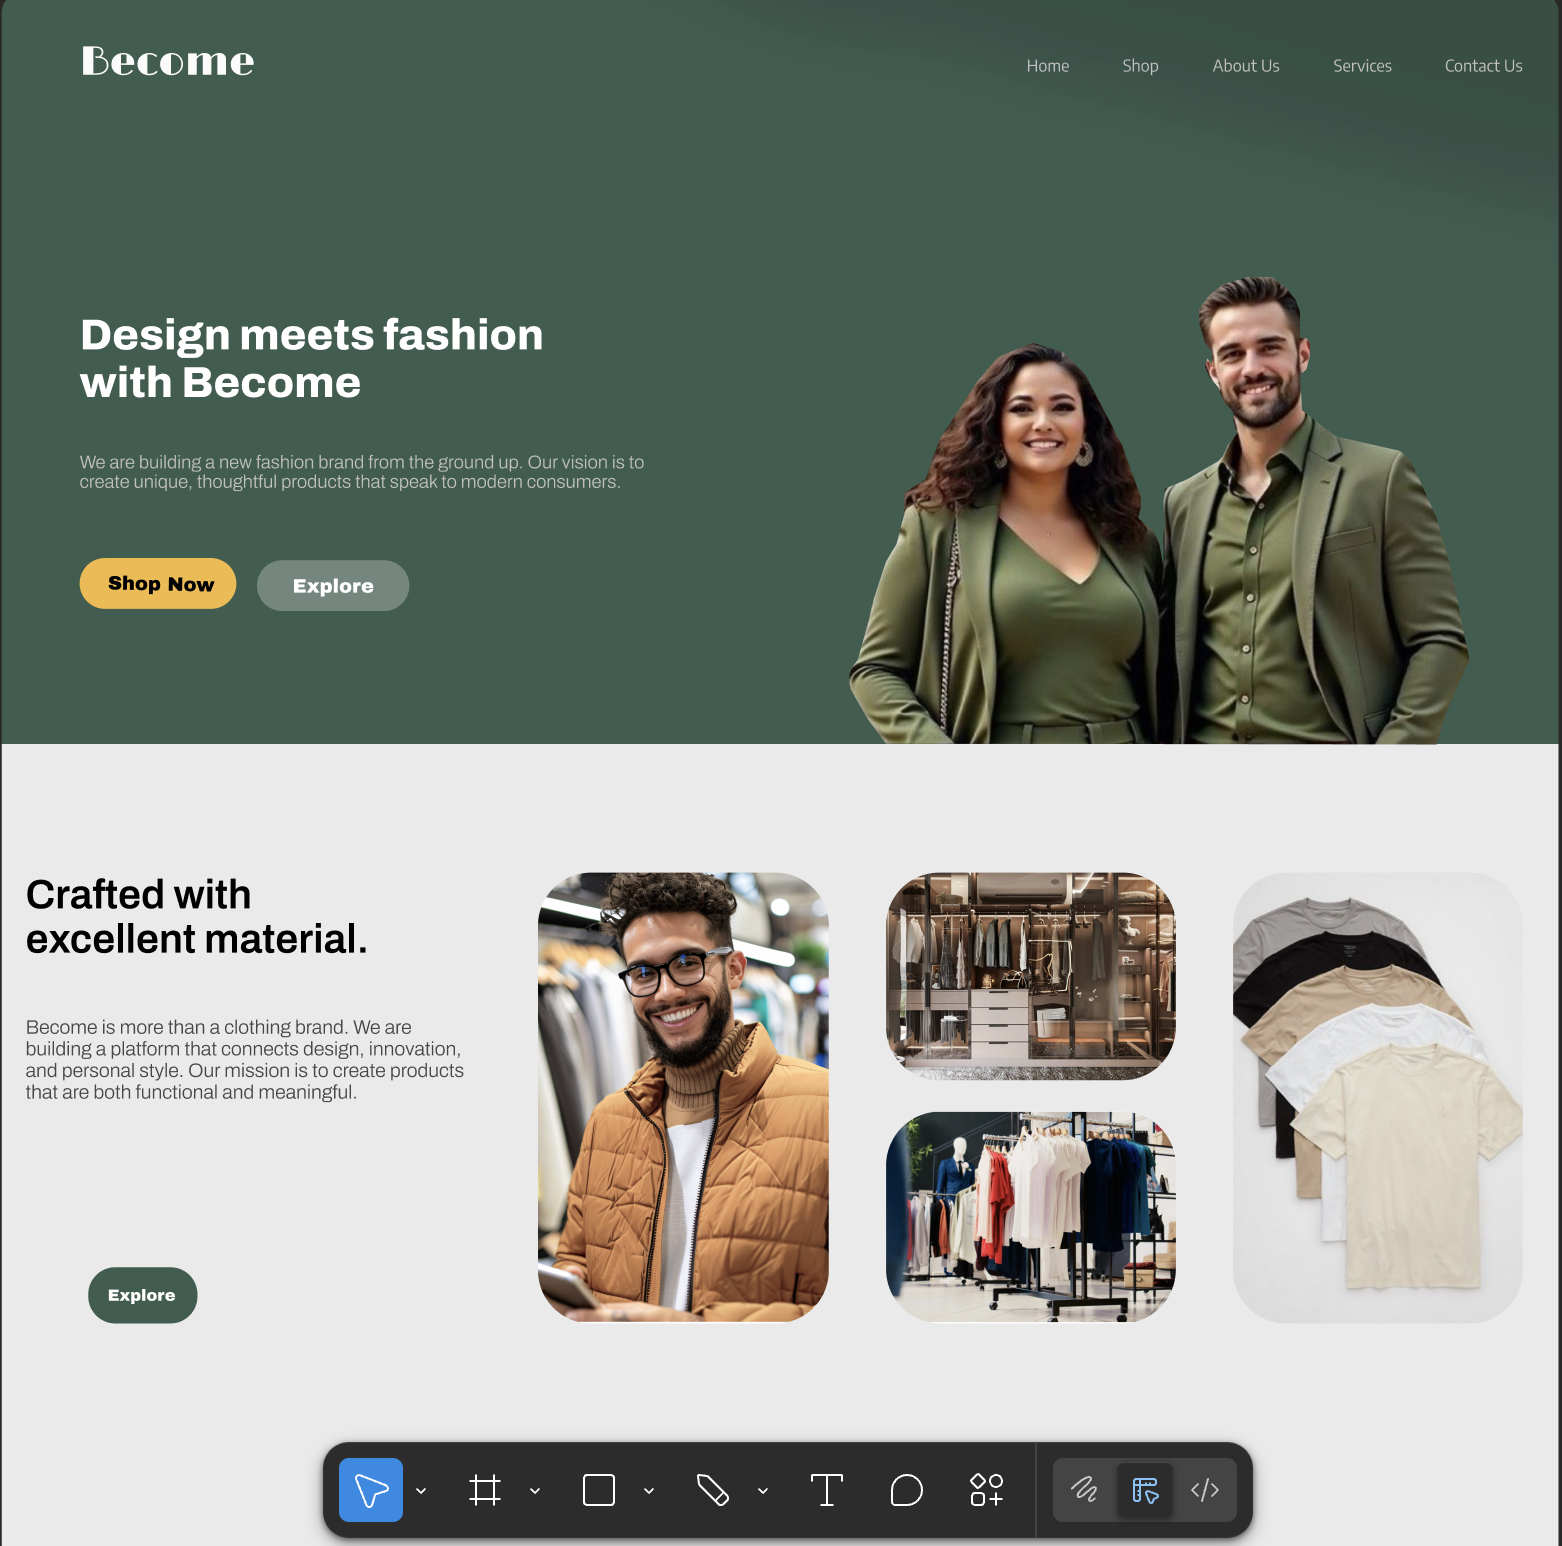 Become
Home Shop About Us Services Contact Us
Design meets fashion
with Become
We are building a new fashion brand from the ground up. Our vision is to
create unique, thoughtful products that speak to modern consumers.
Shop Now Explore
Crafted with
excellent material.
Become is more than a clothing brand. We are
building a platform that connects design, innovation,
and personal style. Our mission is to create products
that are both functional and meaningful.
Explore